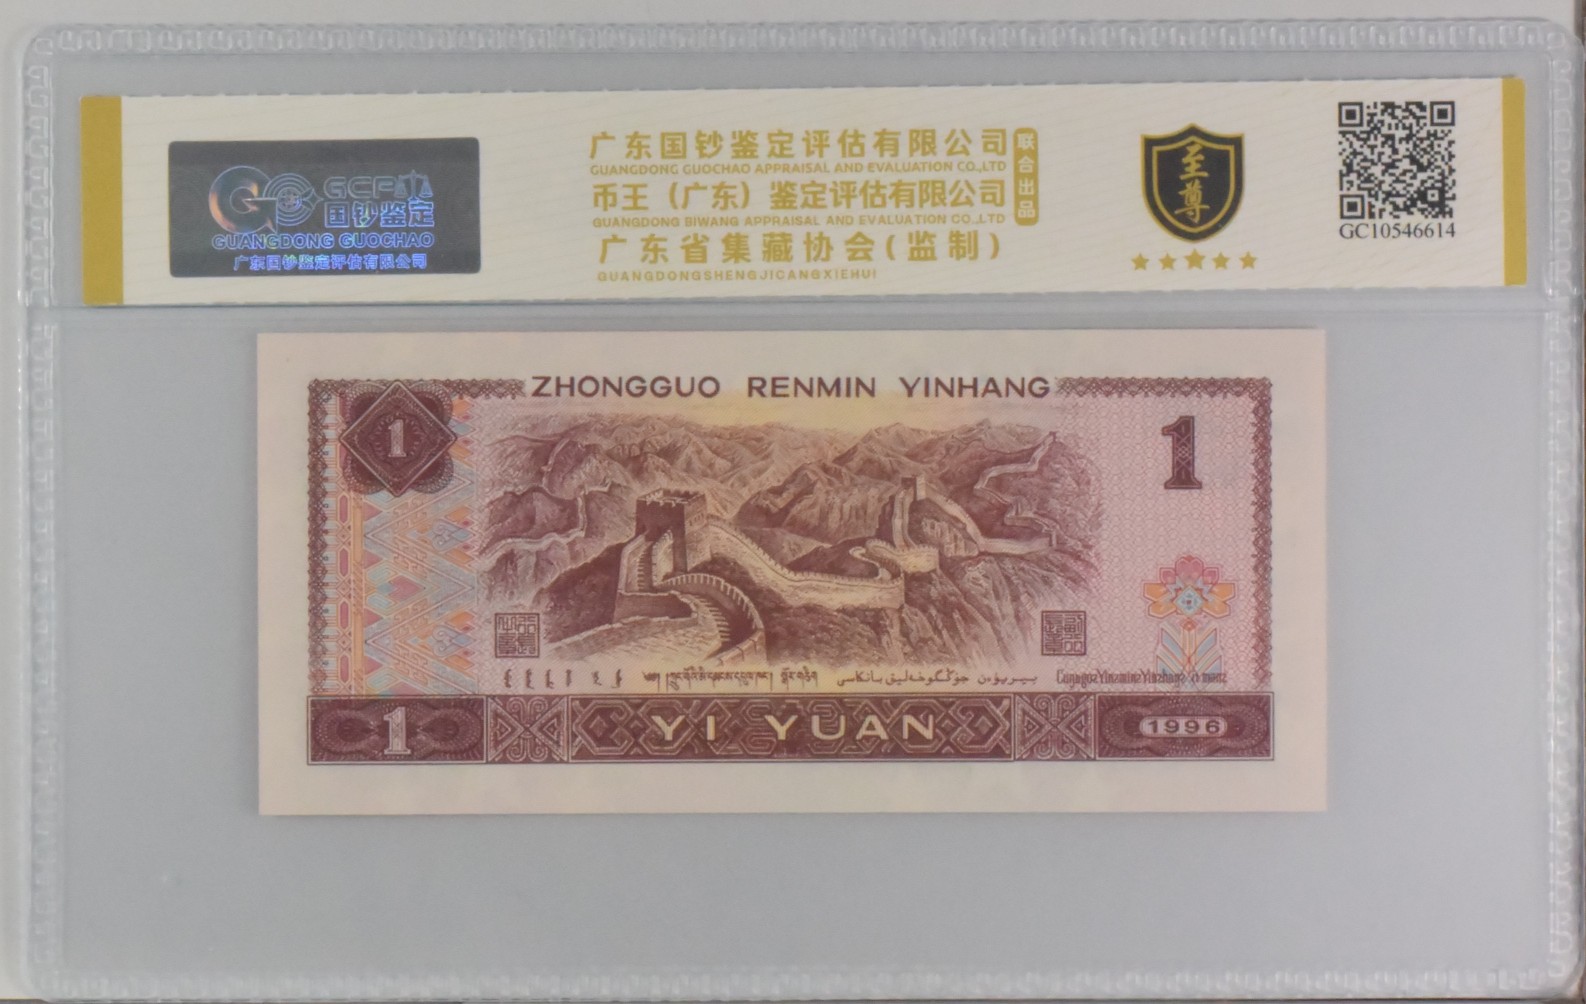 广东国钞鉴定评估有限公司
GUANGDONG GUOCHAO APPRAISAL AND EVALUATION CO.,LTD
币王（广东）鉴定评估有限公司
GUANGDONG BIWANG APPRAISAL AND EVALUATION CO.,LTD
广东省集藏协会(监制)
GUANGDONGSHENGJICANGXIEHUI
联合出品
GCP
国钞鉴定
GUANGDONG GUOCHAO
广东国钞鉴定评估有限公司
至尊
GC10546614
ZHONGGUO RENMIN YINHANG
1
1
1 YI YUAN 1996